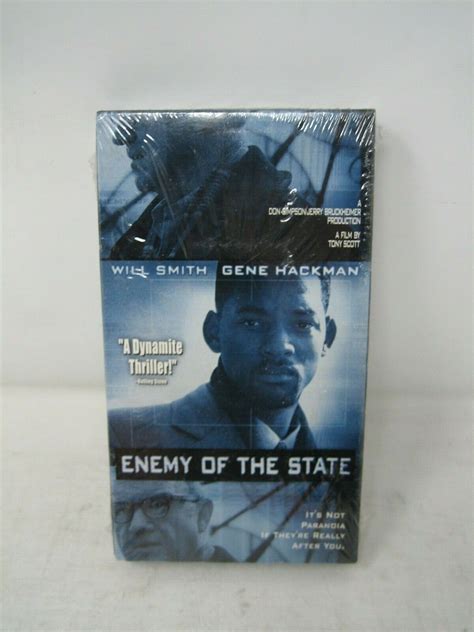 A
DON SIMPSON/JERRY BRUCKHEIMER
PRODUCTION
A FILM BY
TONY SCOTT
WILL SMITH GENE HACKMAN
"A Dynamite
Thriller!"
ENEMY OF THE STATE
IT'S NOT
PARANOIA
IF THEY'RE REALLY
AFTER YOU.